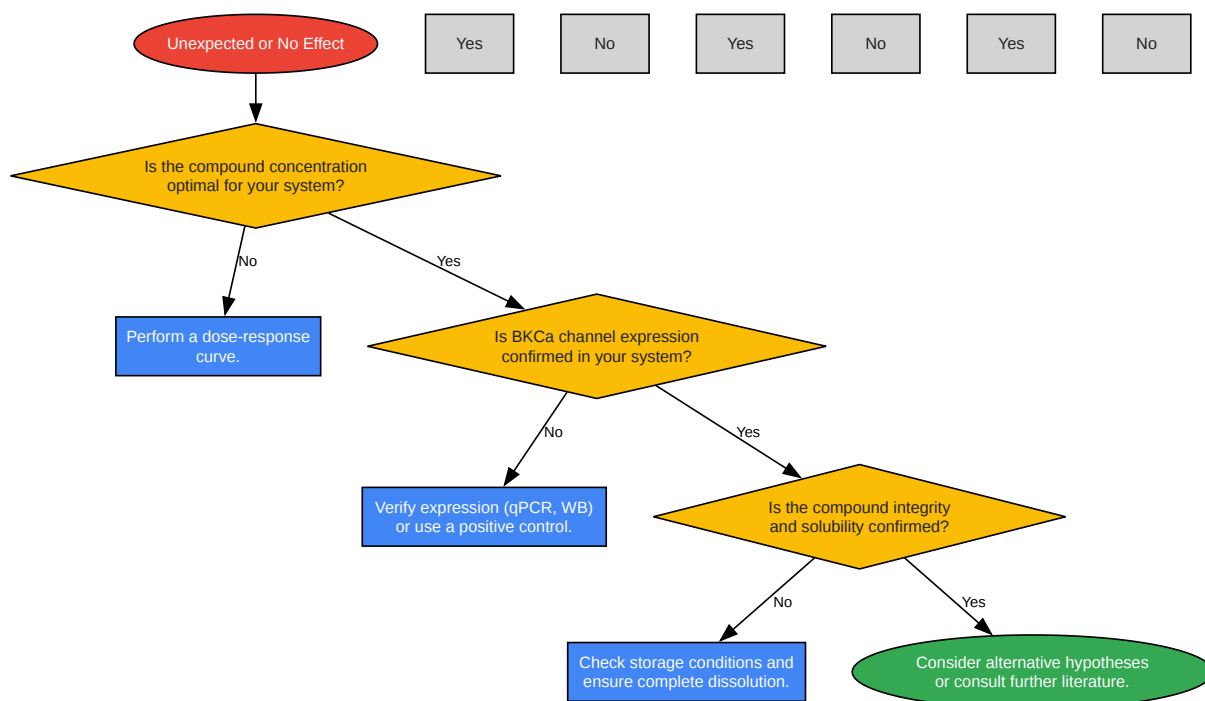 Unexpected or No Effect
Yes
No
Yes
No
Yes
No
Is the compound concentration
optimal for your system?
No
Yes
Perform a dose-response
curve.
Is BKCa channel expression
confirmed in your system?
No
Yes
Verify expression (qPCR, WB)
or use a positive control.
Is the compound integrity
and solubility confirmed?
No
Yes
Check storage conditions and
ensure complete dissolution.
Consider alternative hypotheses
or consult further literature.